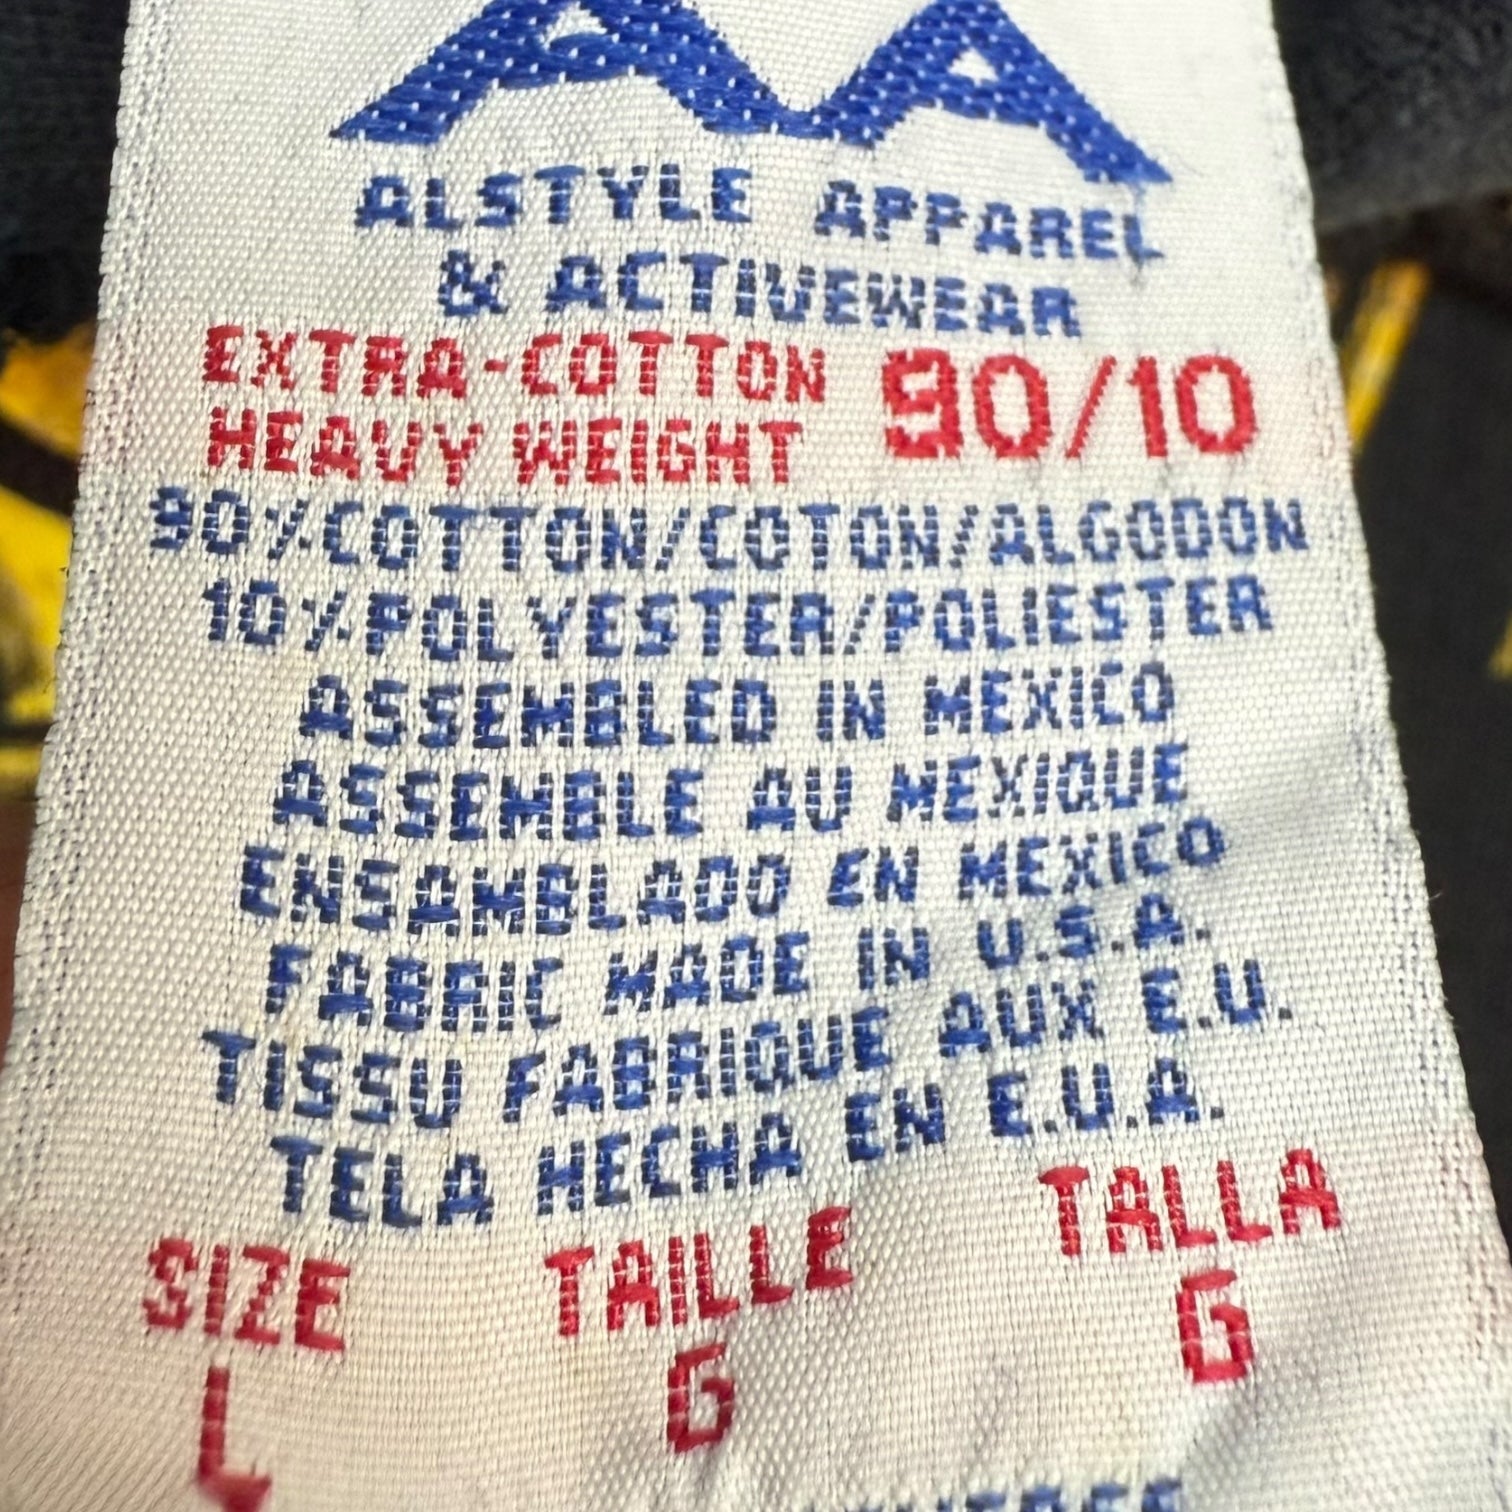 AA
ALSTYLE APPAREL
& ACTIVEWEAR
EXTRA-COTTON 90/10
HEAVY WEIGHT
90%COTTON/COTON/ALGODON
10%POLYESTER/POLIESTER
ASSEMBLED IN MEXICO
ASSEMBLE AU MEXIQUE
ENSAMBLADO EN MEXICO
FABRIC MADE IN U.S.A.
TISSU FABRIQUE AUX E.U.
TELA HECHA EN E.U.A.
SIZE TAILLE TALLA
L G G